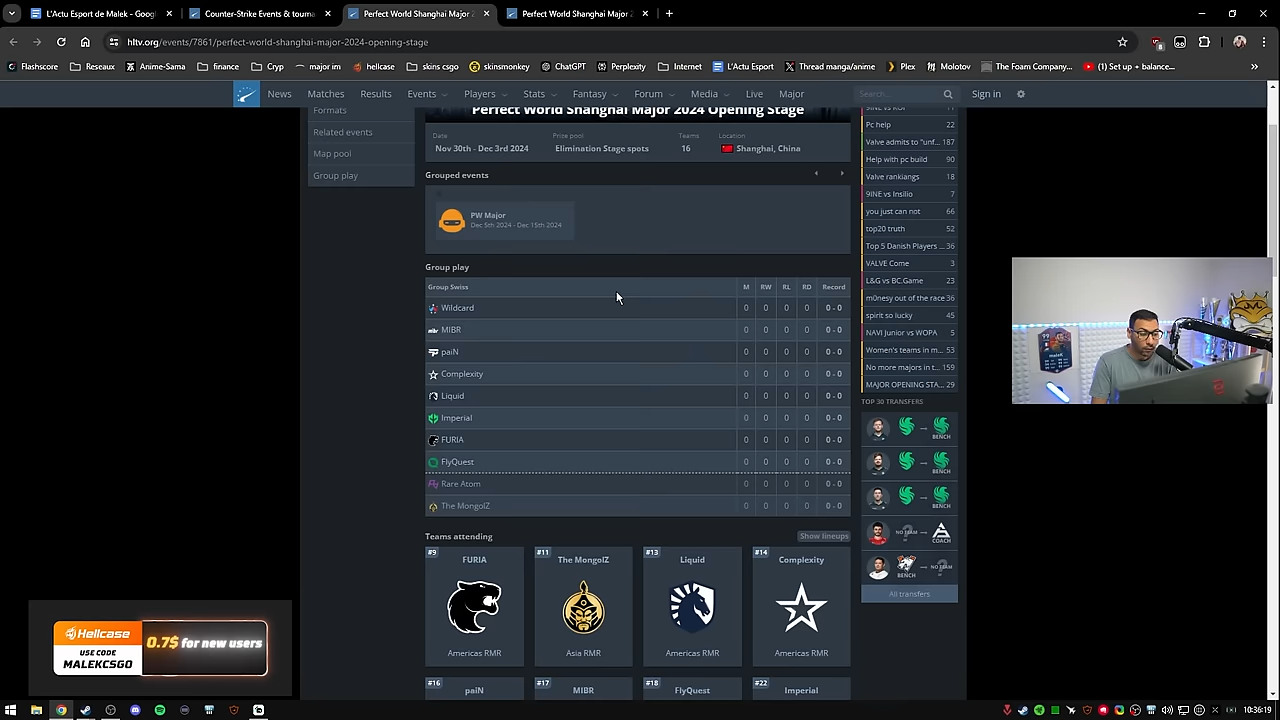 L'Actu Esport de Malek - Googl
Counter-Strike Events & tourna
Perfect World Shanghai Major 2
Perfect World Shanghai Major 2
hltv.org/events/7861/perfect-world-shanghai-major-2024-opening-stage
Flashscore
Reseaux
Anime-Sama
finance
Cryp
major im
hellcase
skins csgo
skinsmonkey
ChatGPT
Perplexity
Internet
L'Actu Esport
Thread manga/anime
Plex
Molotov
The Foam Company...
(1) Set up + balance...
News
Matches
Results
Events
Players
Stats
Fantasy
Forum
Media
Live
Major
Search...
Sign in
Formats
Related events
Map pool
Group play
Perfect World Shanghai Major 2024 Opening Stage
Date Prize pool Teams Location
Nov 30th - Dec 3rd 2024 Elimination Stage spots 16 Shanghai, China
Grouped events
PW Major
Dec 5th 2024 - Dec 15th 2024
Group play
Group Swiss M RW RL RD Record
Wildcard 0 0 0 0 0 - 0
MIBR 0 0 0 0 0 - 0
paiN 0 0 0 0 0 - 0
Complexity 0 0 0 0 0 - 0
Liquid 0 0 0 0 0 - 0
Imperial 0 0 0 0 0 - 0
FURIA 0 0 0 0 0 - 0
FlyQuest 0 0 0 0 0 - 0
Rare Atom 0 0 0 0 0 - 0
The MongolZ 0 0 0 0 0 - 0
Teams attending Show lineups
#9 FURIA
Americas RMR
#11 The MongolZ
Asia RMR
#13 Liquid
Americas RMR
#14 Complexity
Americas RMR
#16 paiN
#17 MIBR
#18 FlyQuest
#22 Imperial
Pc help 22
Valve admits to "unf... 187
Help with pc build 90
Valve rankiangs 18
9INE vs Insilio 7
you just can not 66
top20 truth 52
Top 5 Danish Players ... 36
VALVE Come 3
L&G vs BC.Game 23
m0nesy out of the race 36
spirit so lucky 45
NAVI Junior vs WOPA 5
Women's teams in m... 53
No more majors in t... 159
MAJOR OPENING STA... 29
TOP 30 TRANSFERS
BENCH
BENCH
BENCH
NO TEAM COACH
BENCH NO TEAM
All transfers
Hellcase
USE CODE
MALEKCSGO
0.7$ for new users
10:36:19